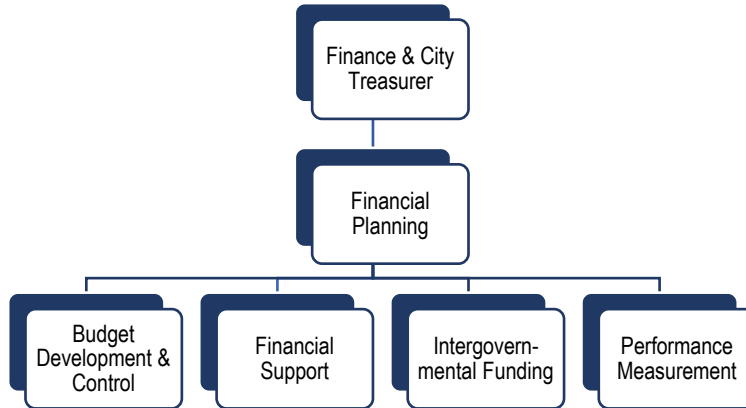 Finance & City
Treasurer
Financial
Planning
Budget
Development &
Control
Financial
Support
Intergovern-
mental Funding
Performance
Measurement